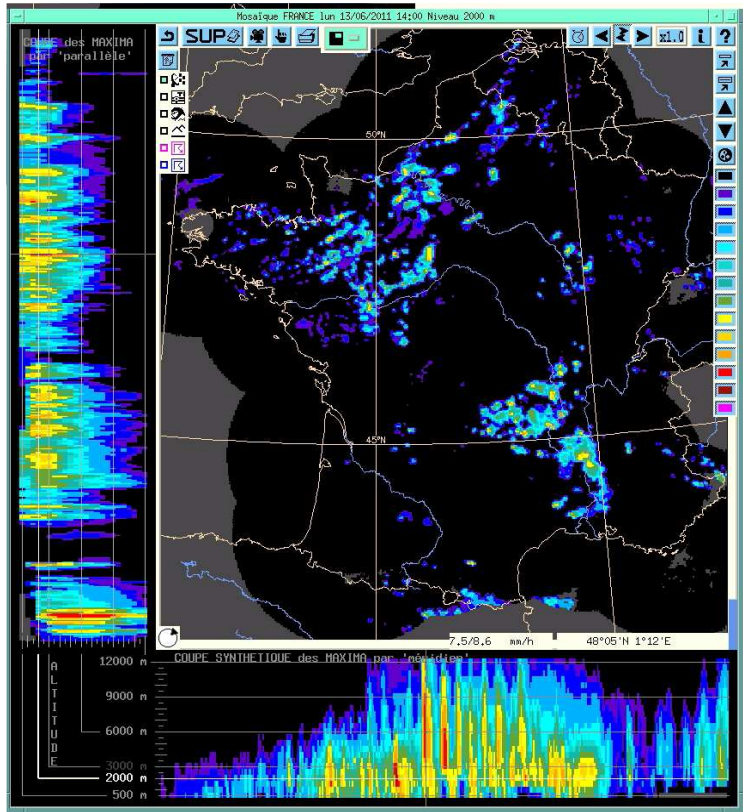 Mosaïque FRANCE lun 13/06/2011 14:00 Niveau 2000 m
COUPE des MAXIMA
par 'parallèle'
SUP
x1.0
i
?
50°N
45°N
7.5/8.6 mm/h
48°05'N 1°12'E
COUPE SYNTHETIQUE des MAXIMA par 'méridien'
ALTITUDE
12000 m
9000 m
6000 m
3000 m
2000 m
500 m